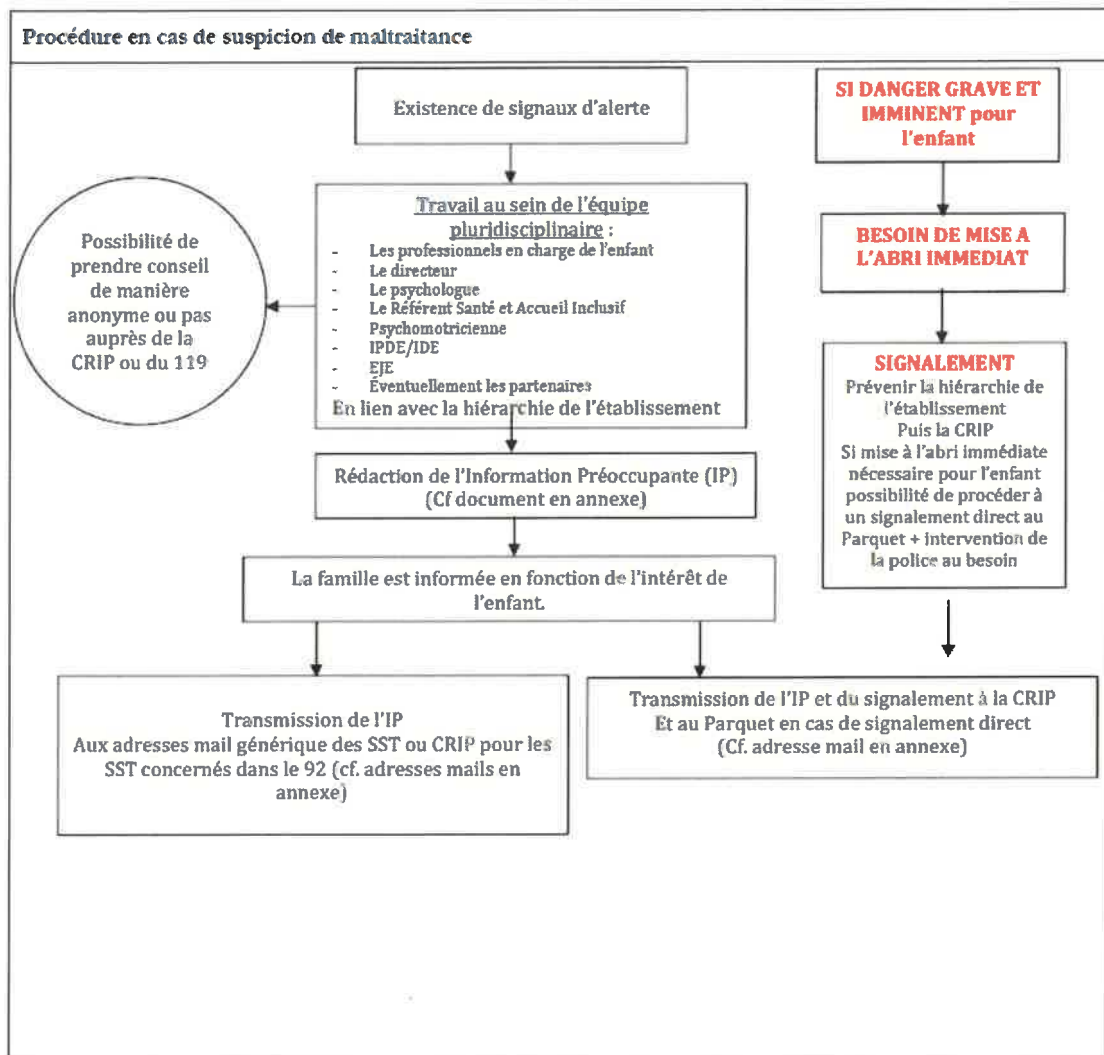 Procédure en cas de suspicion de maltraitance
Existence de signaux d'alerte
Travail au sein de l'équipe
pluridisciplinaire :
- Les professionnels en charge de l'enfant
- Le directeur
- Le psychologue
- Le Référent Santé et Accueil Inclusif
- Psychomotricienne
- IPDE/IDE
- EJE
- Éventuellement les partenaires
En lien avec la hiérarchie de l'établissement
Possibilité de
prendre conseil
de manière
anonyme ou pas
auprès de la
CRIP ou du 119
Rédaction de l'Information Préoccupante (IP)
(Cf document en annexe)
La famille est informée en fonction de l'intérêt de
l'enfant.
Transmission de l'IP
Aux adresses mail générique des SST ou CRIP pour les
SST concernés dans le 92 (cf. adresses mails en
annexe)
SI DANGER GRAVE ET
IMMINENT pour
l'enfant
BESOIN DE MISE A
L'ABRI IMMEDIAT
SIGNALEMENT
Prévenir la hiérarchie de
l'établissement
Puis la CRIP
Si mise à l'abri immédiate
nécessaire pour l'enfant
possibilité de procéder à
un signalement direct au
Parquet + intervention de
la police au besoin
Transmission de l'IP et du signalement à la CRIP
Et au Parquet en cas de signalement direct
(Cf. adresse mail en annexe)